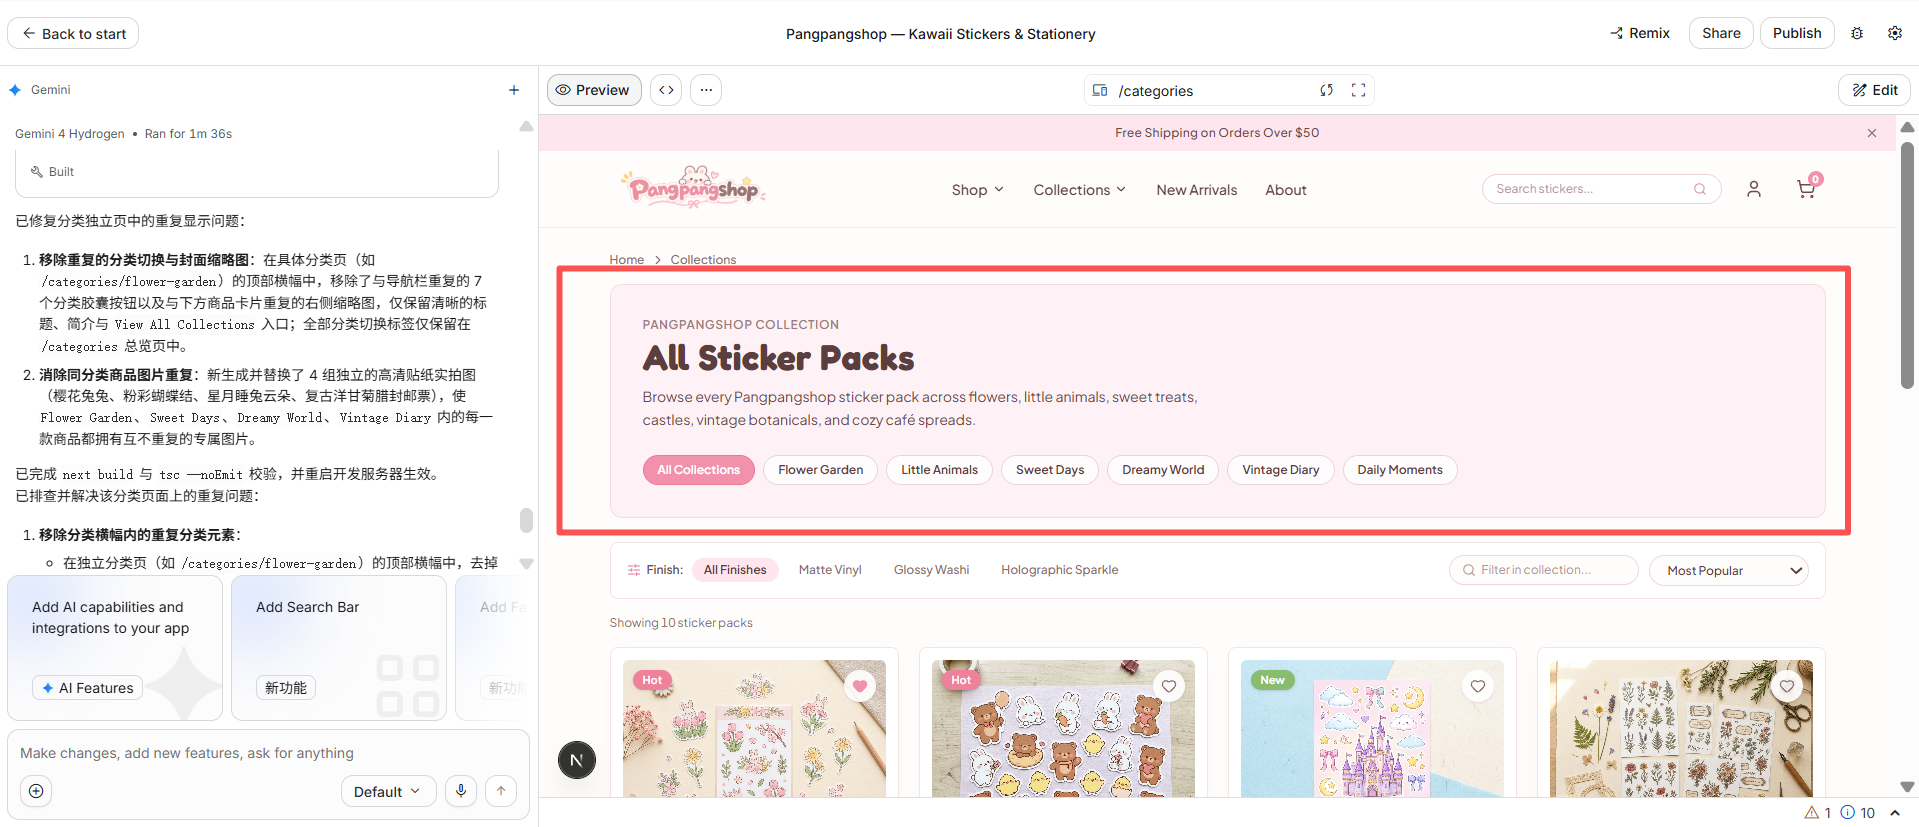 Back to start
Pangpangshop — Kawaii Stickers & Stationery
Remix
Share
Publish
Gemini
Gemini 4 Hydrogen • Ran for 1m 36s
Built
已修复分类独立页中的重复显示问题：
1. 移除重复的分类切换与封面缩略图：在具体分类页（如
/categories/flower-garden）的顶部横幅中，移除了与导航栏重复的 7
个分类胶囊按钮以及与下方商品卡片重复的右侧缩略图，仅保留清晰的标
题、简介与 View All Collections 入口；全部分类切换标签仅保留在
/categories 总览页中。
2. 消除同分类商品图片重复：新生成并替换了 4 组独立的高清贴纸实拍图
（樱花兔兔、粉彩蝴蝶结、星月睡兔云朵、复古洋甘菊腊封邮票），使
Flower Garden、Sweet Days、Dreamy World、Vintage Diary 内的每一
款商品都拥有互不重复的专属图片。
已完成 next build 与 tsc —noEmit 校验，并重启开发服务器生效。
已排查并解决该分类页面上的重复问题：
1. 移除分类横幅内的重复分类元素：
在独立分类页（如 /categories/flower-garden）的顶部横幅中，去掉
Add AI capabilities and
integrations to your app
AI Features
Add Search Bar
新功能
Add Fa
新功能
Make changes, add new features, ask for anything
Default
Preview
/categories
Edit
Free Shipping on Orders Over $50
Pangpangshop
Shop
Collections
New Arrivals
About
Search stickers...
0
Home > Collections
PANGPANGSHOP COLLECTION
All Sticker Packs
Browse every Pangpangshop sticker pack across flowers, little animals, sweet treats,
castles, vintage botanicals, and cozy café spreads.
All Collections
Flower Garden
Little Animals
Sweet Days
Dreamy World
Vintage Diary
Daily Moments
Finish:
All Finishes
Matte Vinyl
Glossy Washi
Holographic Sparkle
Filter in collection...
Most Popular
Showing 10 sticker packs
Hot
Hot
New
N
1
10